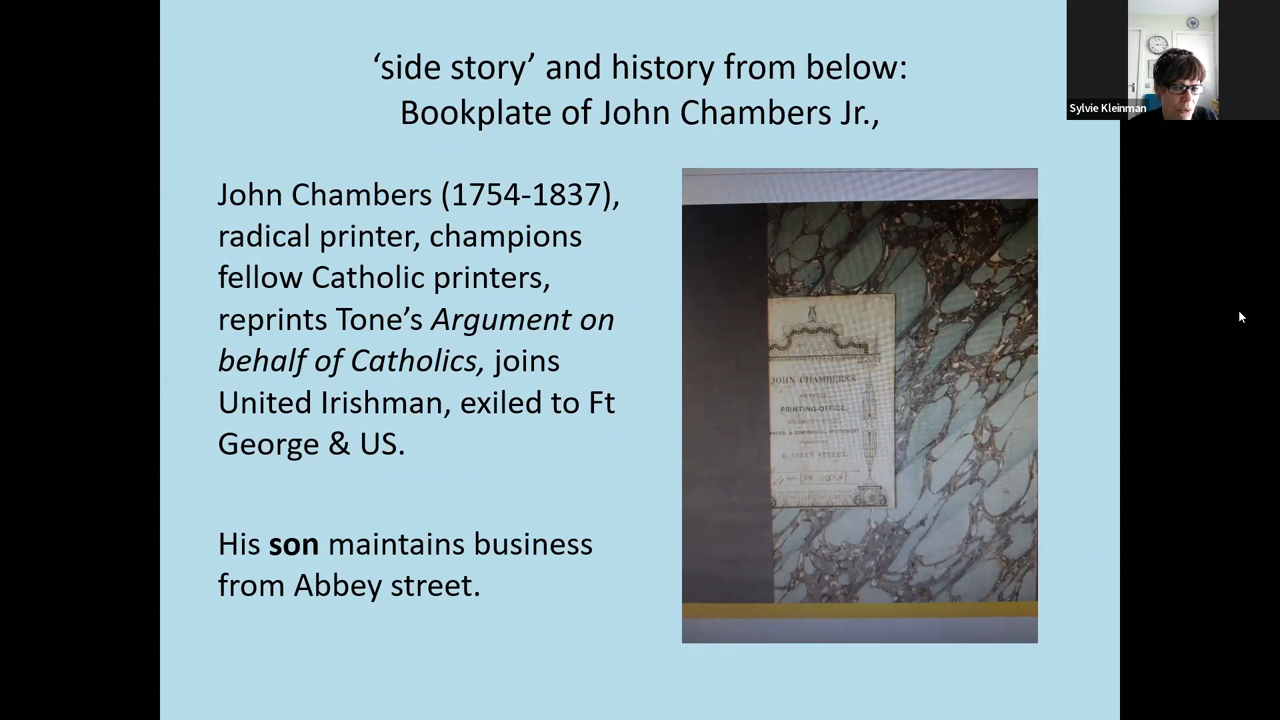 ‘side story’ and history from below:
Bookplate of John Chambers Jr.,
Sylvie Kleinman
John Chambers (1754-1837),
radical printer, champions
fellow Catholic printers,
reprints Tone’s Argument on
behalf of Catholics, joins
United Irishman, exiled to Ft
George & US.
His son maintains business
from Abbey street.
JOHN CHAMBERS'S
GENERAL
PRINTING-OFFICE,
ABBEY STREET